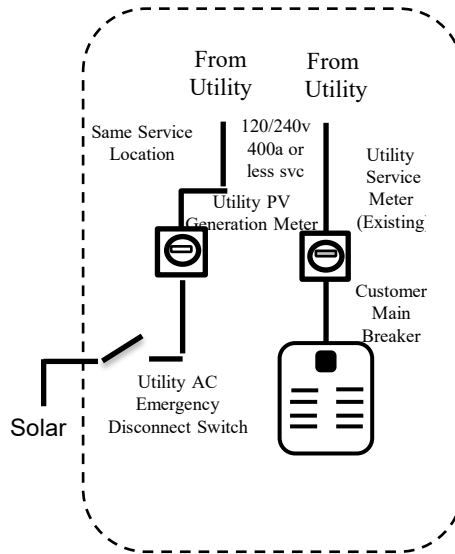 From
Utility
From
Utility
Same Service
Location
120/240v
400a or
less svc
Utility
Service
Meter
(Existing)
Utility PV
Generation Meter
Customer
Main
Breaker
Utility AC
Emergency
Disconnect Switch
Solar